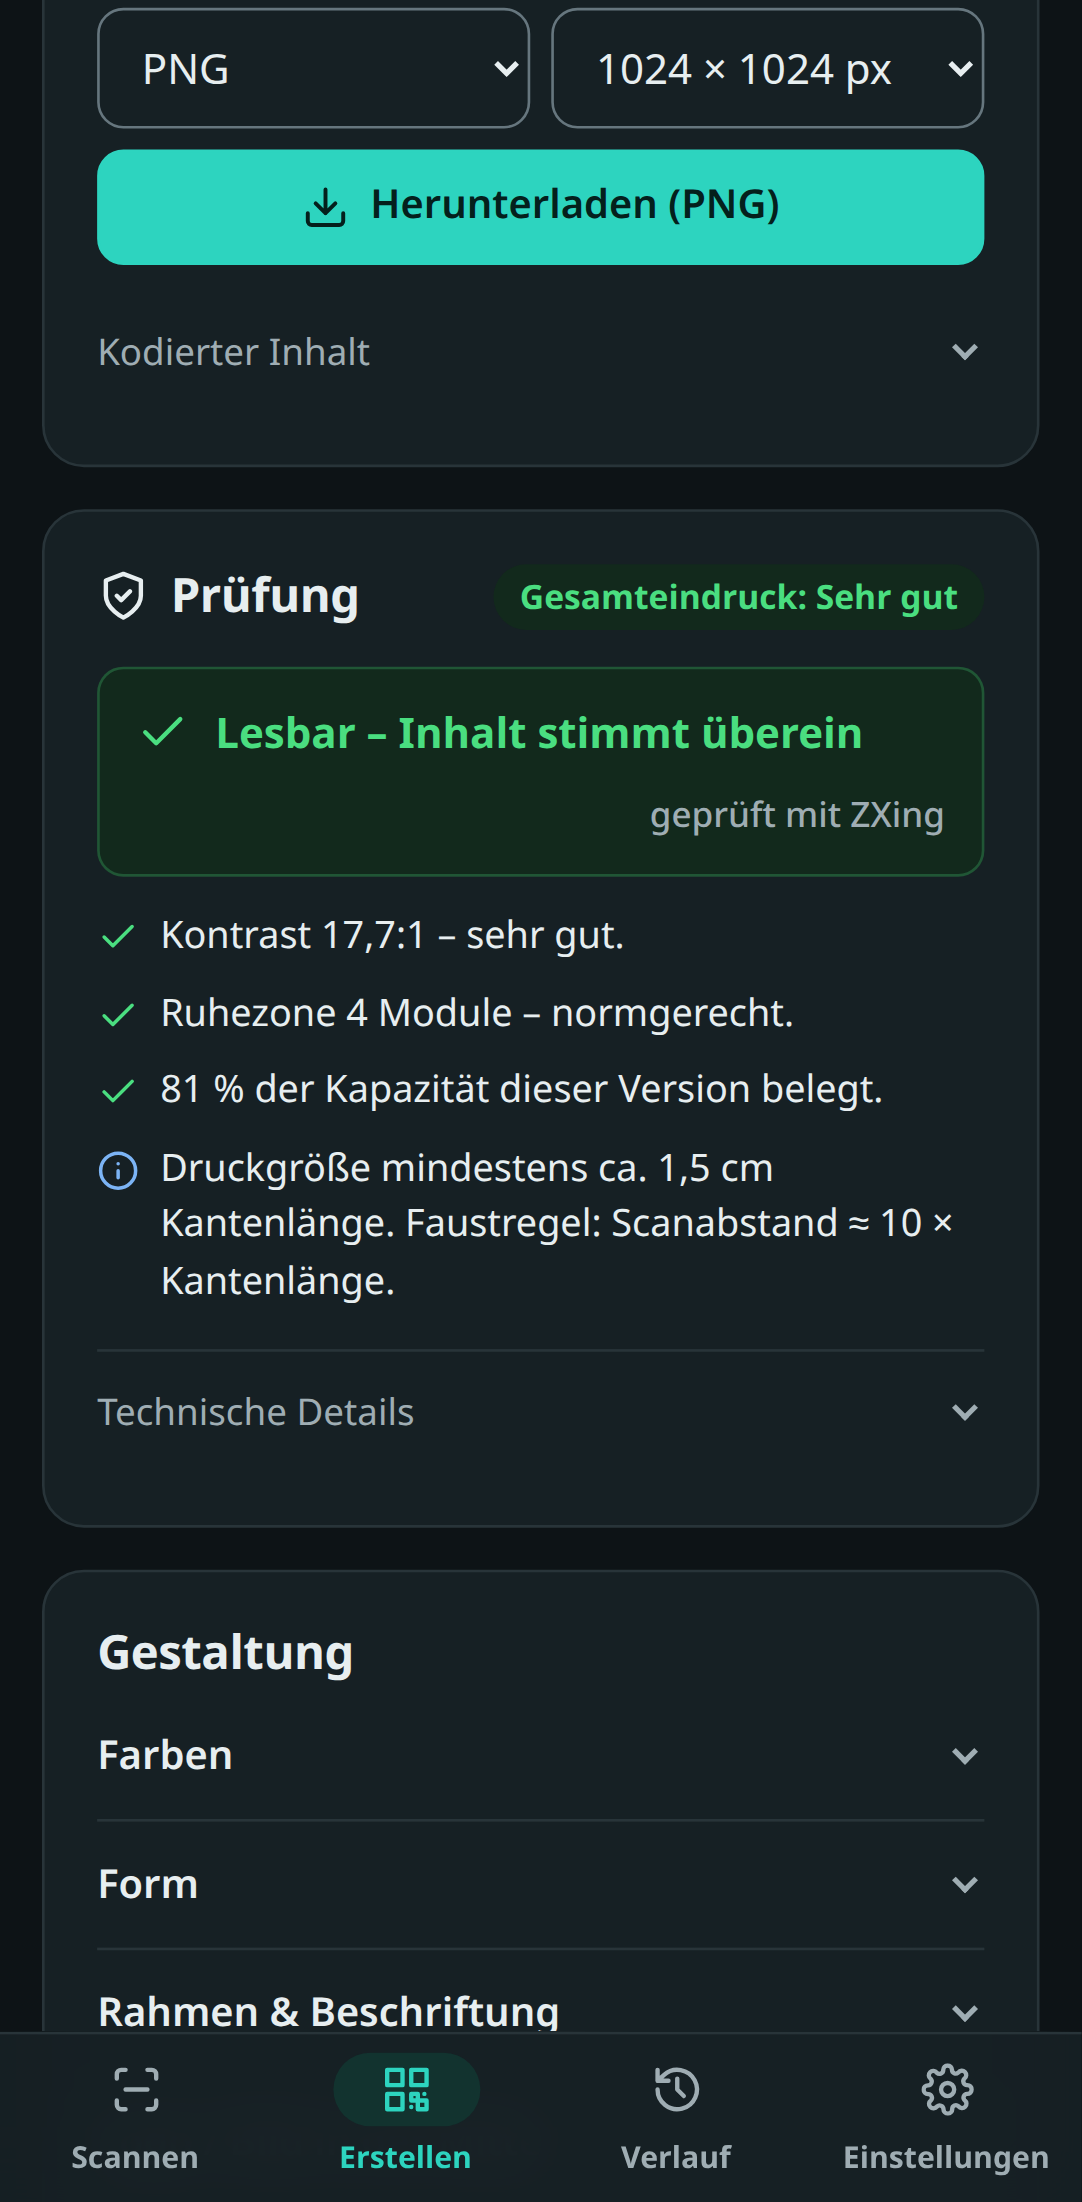 PNG
1024 × 1024 px
Herunterladen (PNG)
Kodierter Inhalt
Prüfung
Gesamteindruck: Sehr gut
Lesbar – Inhalt stimmt überein
geprüft mit ZXing
Kontrast 17,7:1 – sehr gut.
Ruhezone 4 Module – normgerecht.
81 % der Kapazität dieser Version belegt.
Druckgröße mindestens ca. 1,5 cm
Kantenlänge. Faustregel: Scanabstand ≈ 10 ×
Kantenlänge.
Technische Details
Gestaltung
Farben
Form
Rahmen & Beschriftung
Scannen
Erstellen
Verlauf
Einstellungen